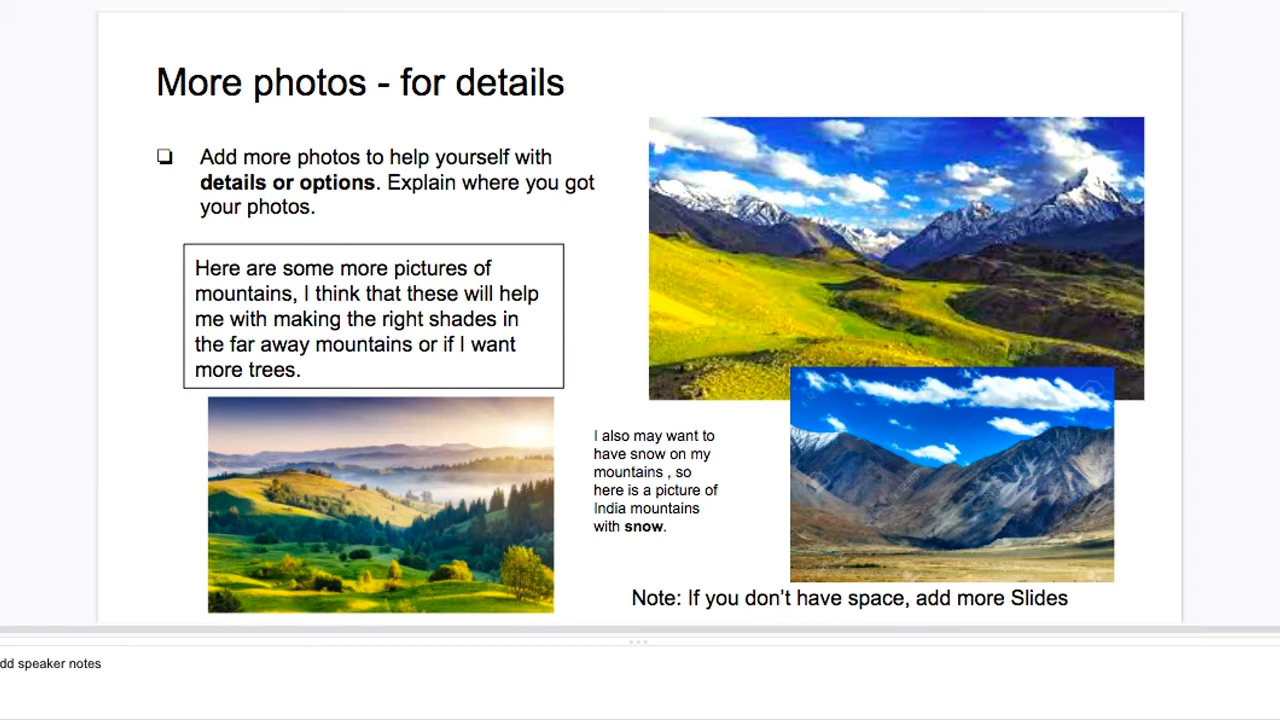 More photos - for details
Add more photos to help yourself with
details or options. Explain where you got
your photos.
Here are some more pictures of
mountains, I think that these will help
me with making the right shades in
the far away mountains or if I want
more trees.
I also may want to
have snow on my
mountains , so
here is a picture of
India mountains
with snow.
Note: If you don't have space, add more Slides
dd speaker notes